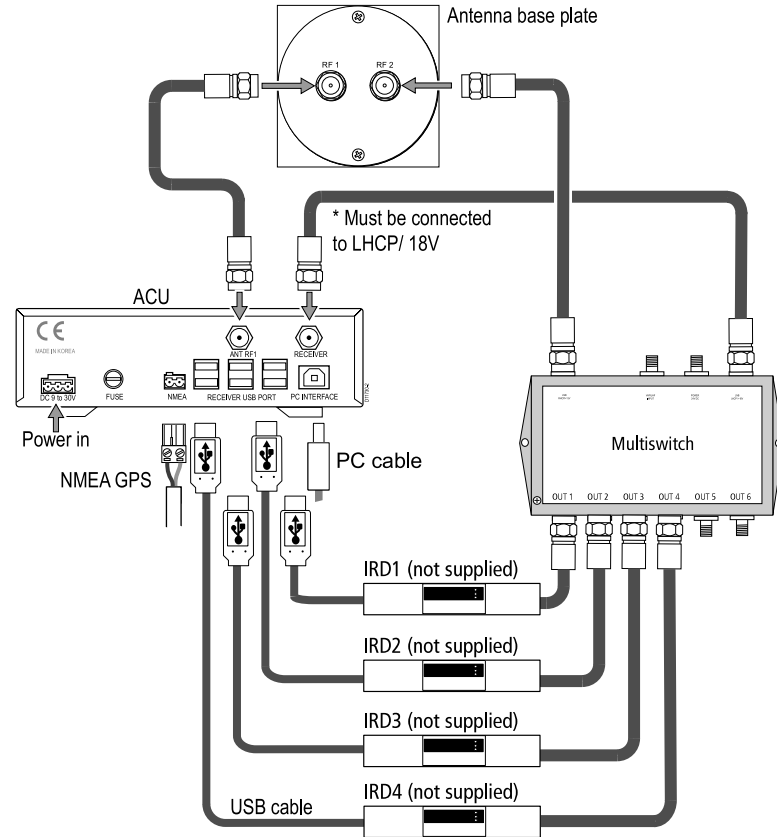 Antenna base plate
RF 1
RF 2
* Must be connected
to LHCP/ 18V
ACU
CE
MADE IN KOREA
ANT RF1
RECEIVER
DC 9 to 30V
FUSE
NMEA
RECEIVER USB PORT
PC INTERFACE
Power in
NMEA GPS
PC cable
Multiswitch
OUT 1
OUT 2
OUT 3
OUT 4
OUT 5
OUT 6
IRD1 (not supplied)
IRD2 (not supplied)
IRD3 (not supplied)
IRD4 (not supplied)
USB cable